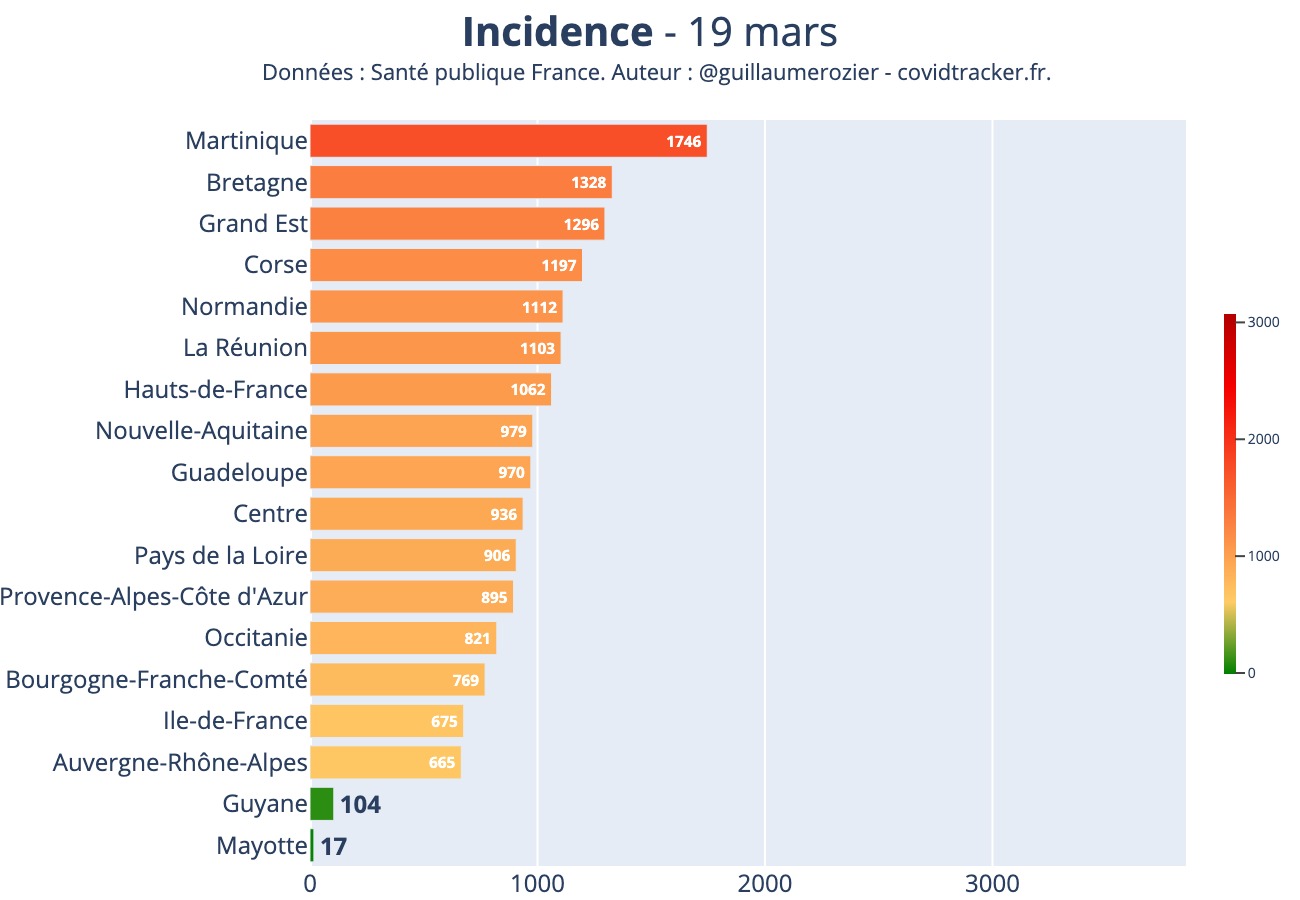 Incidence - 19 mars
Données : Santé publique France. Auteur : @guillaumerozier - covidtracker.fr.
Martinique 1746
Bretagne 1328
Grand Est 1296
Corse 1197
Normandie 1112
La Réunion 1103
Hauts-de-France 1062
Nouvelle-Aquitaine 979
Guadeloupe 970
Centre 936
Pays de la Loire 906
Provence-Alpes-Côte d'Azur 895
Occitanie 821
Bourgogne-Franche-Comté 769
Ile-de-France 675
Auvergne-Rhône-Alpes 665
Guyane 104
Mayotte 17
0 1000 2000 3000
3000
2000
1000
0